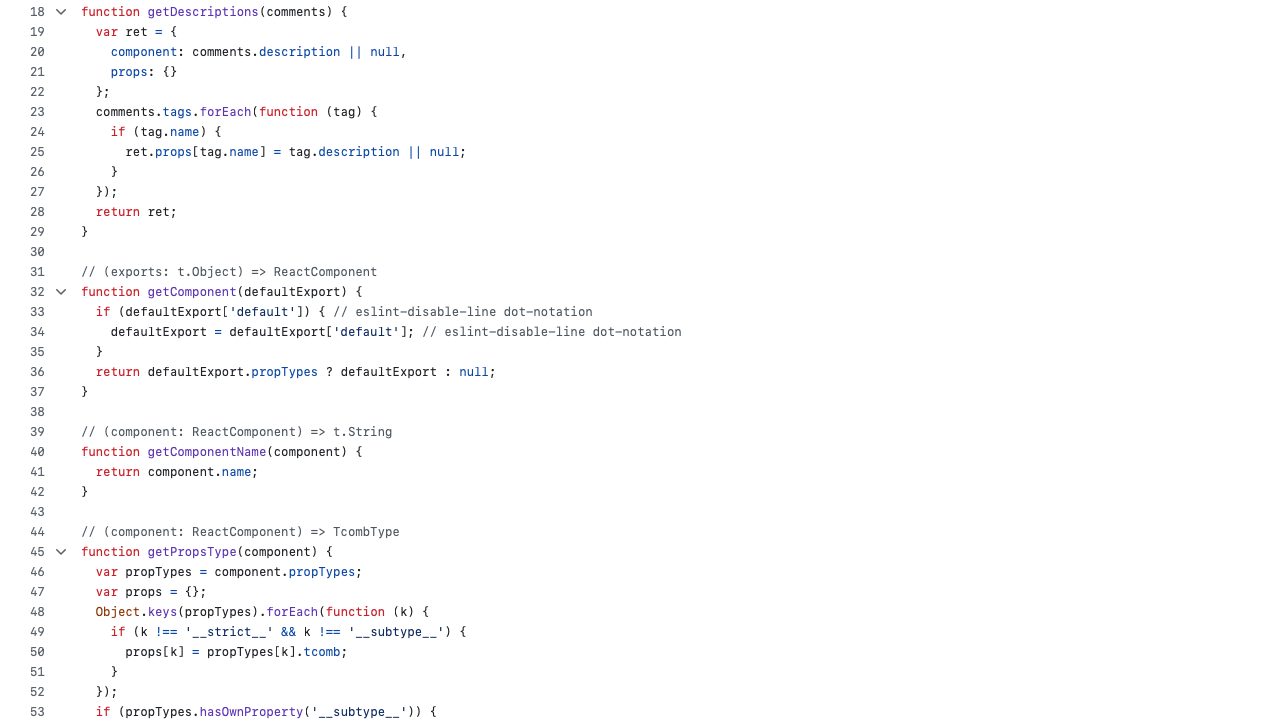 18 function getDescriptions(comments) {
19   var ret = {
20     component: comments.description || null,
21     props: {}
22   };
23   comments.tags.forEach(function (tag) {
24     if (tag.name) {
25       ret.props[tag.name] = tag.description || null;
26     }
27   });
28   return ret;
29 }
30
31 // (exports: t.Object) => ReactComponent
32 function getComponent(defaultExport) {
33   if (defaultExport['default']) { // eslint-disable-line dot-notation
34     defaultExport = defaultExport['default']; // eslint-disable-line dot-notation
35   }
36   return defaultExport.propTypes ? defaultExport : null;
37 }
38
39 // (component: ReactComponent) => t.String
40 function getComponentName(component) {
41   return component.name;
42 }
43
44 // (component: ReactComponent) => TcombType
45 function getPropsType(component) {
46   var propTypes = component.propTypes;
47   var props = {};
48   Object.keys(propTypes).forEach(function (k) {
49     if (k !== '__strict__' && k !== '__subtype__') {
50       props[k] = propTypes[k].tcomb;
51     }
52   });
53   if (propTypes.hasOwnProperty('__subtype__')) {